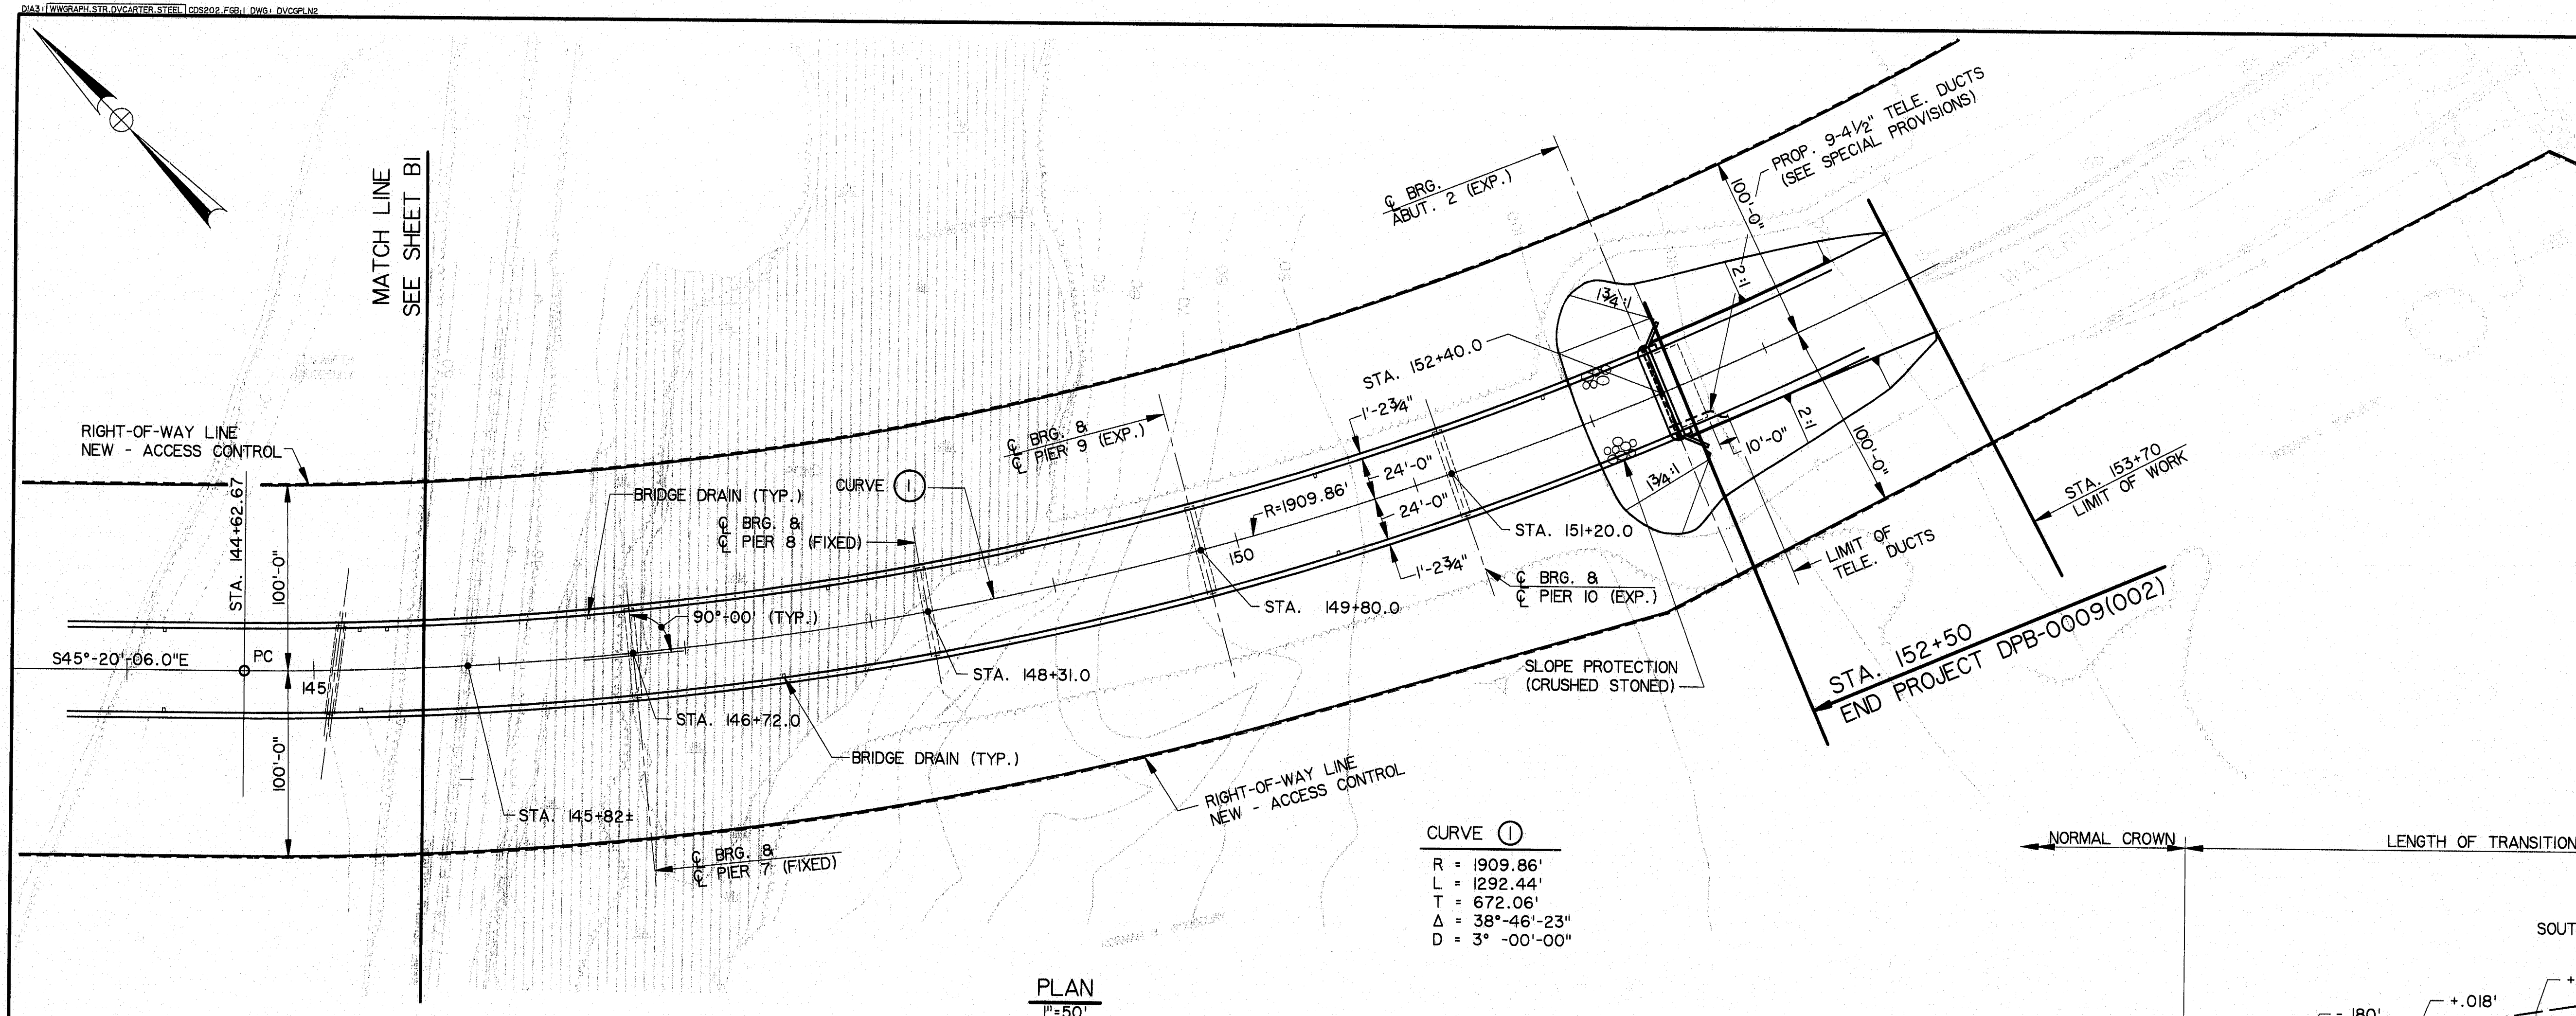 DIA3:[WWGRAPH.STR.DVCARTER.STEEL]CDS202.FGB;1 DWG: DVCGPLN2
MATCH LINE
SEE SHEET B1
RIGHT-OF-WAY LINE
NEW - ACCESS CONTROL
STA. 144+62.67
100'-0"
100'-0"
S45°-20'-06.0"E
PC
145
BRIDGE DRAIN (TYP.)
℄ BRG. &
℄ PIER 8 (FIXED)
CURVE 1
90°-00' (TYP.)
STA. 146+72.0
STA. 145+82±
BRIDGE DRAIN (TYP.)
℄ BRG. &
℄ PIER 7 (FIXED)
STA. 148+31.0
℄ BRG. &
℄ PIER 9 (EXP.)
R=1909.86'
150
STA. 149+80.0
1'-2¾"
24'-0"
24'-0"
1'-2¾"
STA. 151+20.0
℄ BRG. &
℄ PIER 10 (EXP.)
STA. 152+40.0
℄ BRG.
ABUT. 2 (EXP.)
PROP. 9-4½" TELE. DUCTS
(SEE SPECIAL PROVISIONS)
100'-0"
2:1
1¾:1
1¾:1
2:1
10'-0"
100'-0"
LIMIT OF
TELE. DUCTS
STA. 153+70
LIMIT OF WORK
SLOPE PROTECTION
(CRUSHED STONED)
STA. 152+50
END PROJECT DPB-0009(002)
RIGHT-OF-WAY LINE
NEW - ACCESS CONTROL
CURVE 1
R = 1909.86'
L = 1292.44'
T = 672.06'
Δ = 38°-46'-23"
D = 3° -00'-00"
NORMAL CROWN
LENGTH OF TRANSITION
SOUT
+.018'
PLAN
1"=50'